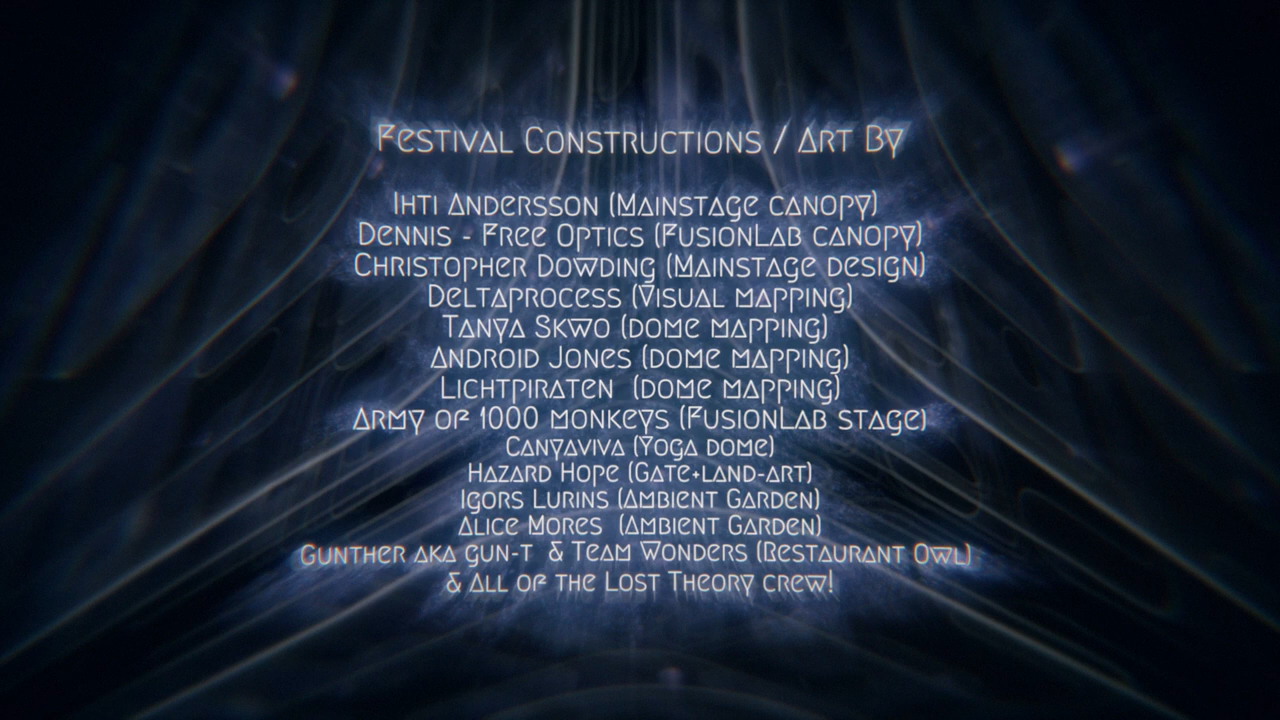 Festival Constructions / Art By
Ihti Andersson (Mainstage canopy)
Dennis - Free Optics (FusionLab canopy)
Christopher Dowding (Mainstage design)
Deltaprocess (Visual mapping)
Tanya Skwo (dome mapping)
Android Jones (dome mapping)
Lichtpiraten (dome mapping)
Army of 1000 monkeys (FusionLab stage)
Canyaviva (Yoga dome)
Hazard Hope (Gate+land-art)
Igors Lurins (Ambient Garden)
Alice Mores (Ambient Garden)
Gunther aka gun-t & Team Wonders (Restaurant Owl)
& All of the Lost Theory crew!